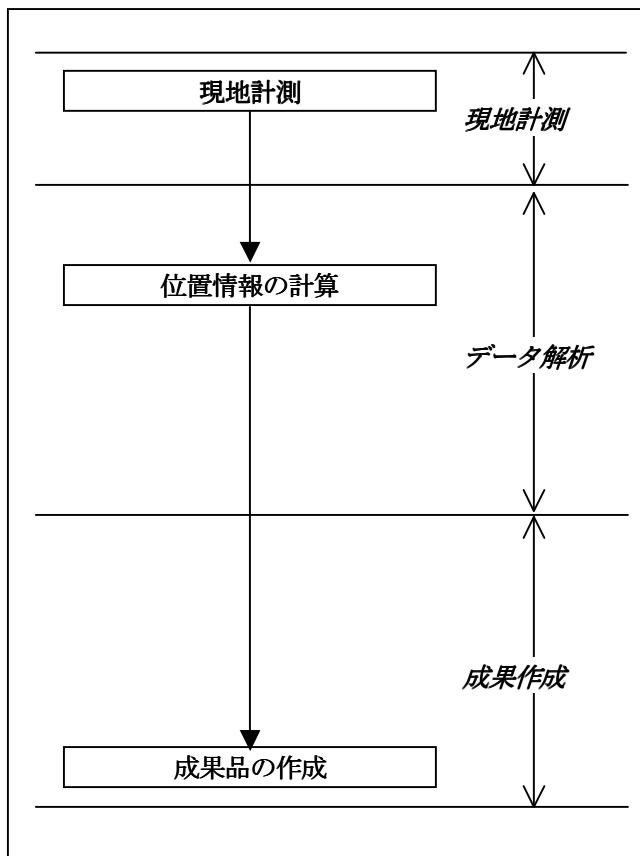 現地計測
現地計測
位置情報の計算
データ解析
成果作成
成果品の作成